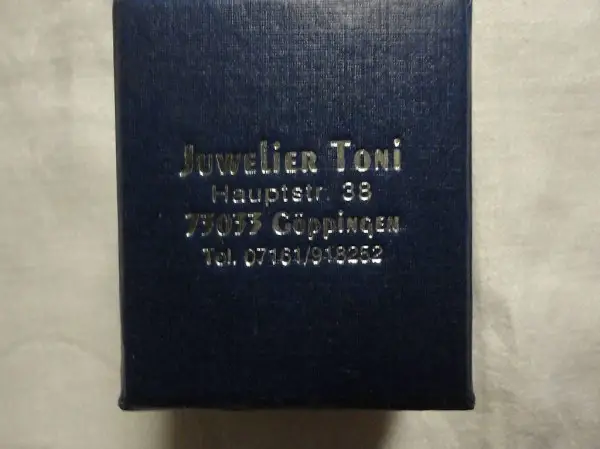 Juwelier Toni
Hauptstr. 38
73033 Göppingen
Tel. 07161/918252